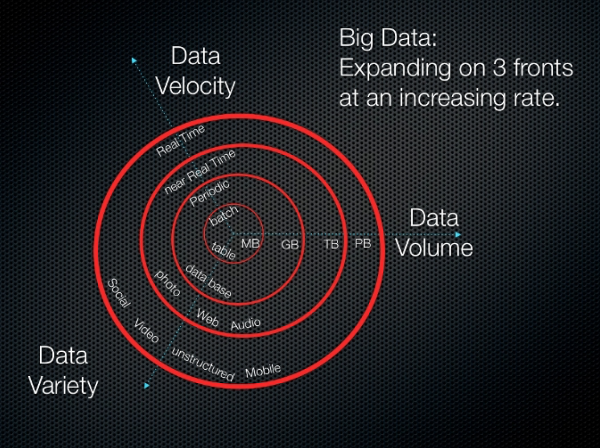 Big Data:
Expanding on 3 fronts
at an increasing rate.
Data
Velocity
Real Time
near Real Time
Periodic
batch
table
MB
GB
TB
PB
Data
Volume
data base
photo
Web
Audio
Social
Video
unstructured
Mobile
Data
Variety